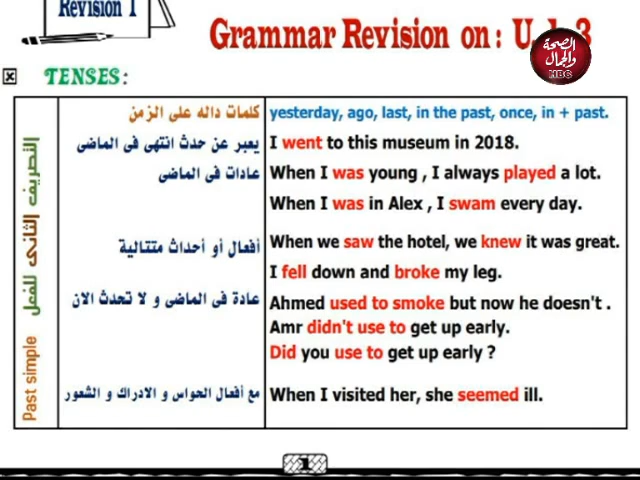 Revision 1
Grammar Revision on : U. 1-3
الصحة
والجمال
MBC
TENSES:
كلمات داله على الزمن
yesterday, ago, last, in the past, once, in + past.
يعبر عن حدث انتهى فى الماضى
I went to this museum in 2018.
عادات فى الماضى
When I was young , I always played a lot.
When I was in Alex , I swam every day.
أفعال أو أحداث متتالية
When we saw the hotel, we knew it was great.
I fell down and broke my leg.
عادة فى الماضى و لا تحدث الان
Ahmed used to smoke but now he doesn't .
Amr didn't use to get up early.
Did you use to get up early ?
مع أفعال الحواس و الادراك و الشعور
When I visited her, she seemed ill.
Past simple التصريف الثانى للفعل
1